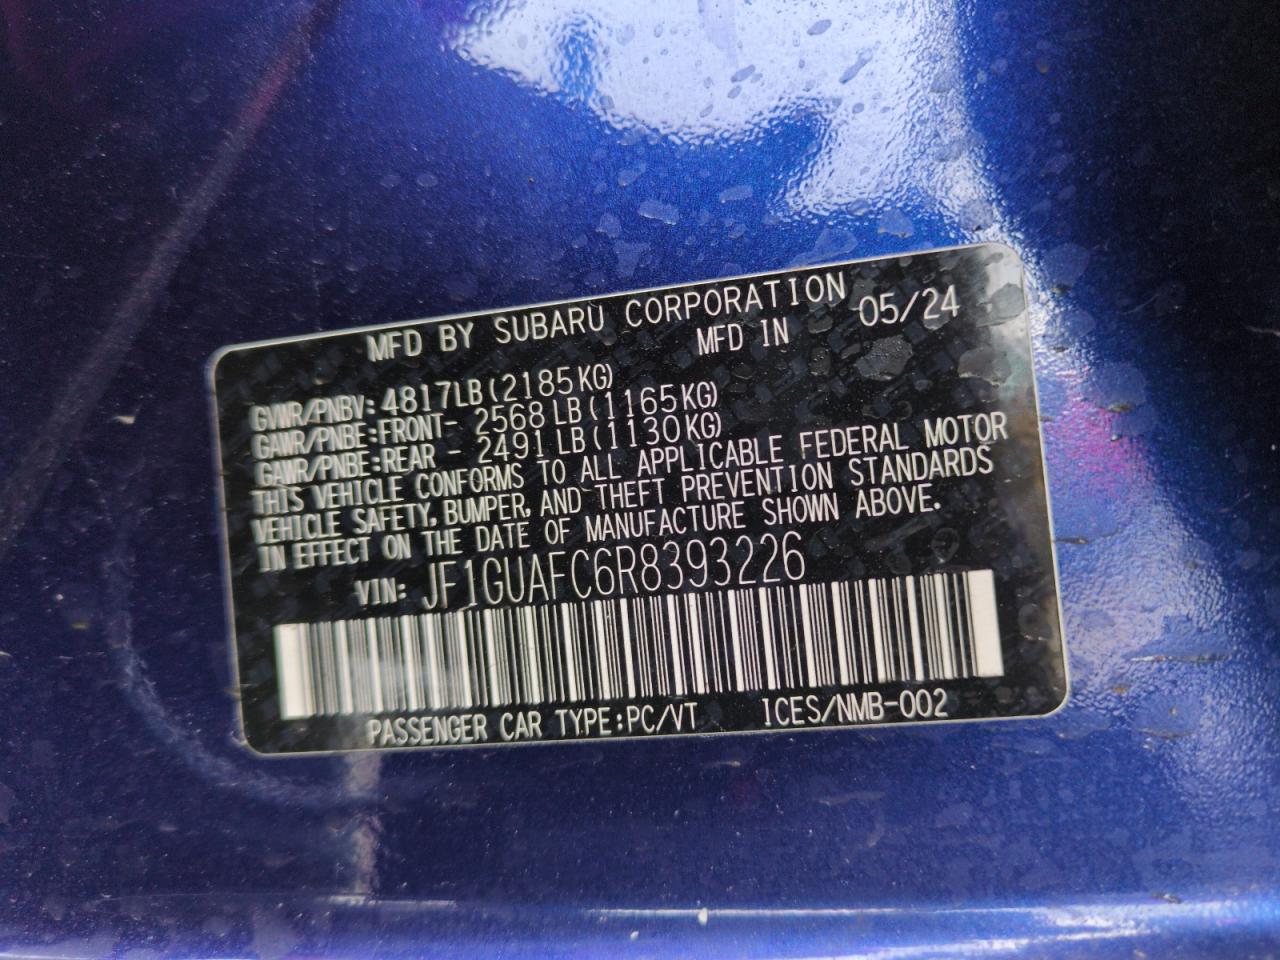 MFD BY SUBARU CORPORATION
MFD IN 05/24
GVWR/PNBV: 4817LB(2185KG)
GAWR/PNBE:FRONT- 2568 LB(1165KG)
GAWR/PNBE:REAR - 2491 LB(1130KG)
THIS VEHICLE CONFORMS TO ALL APPLICABLE FEDERAL MOTOR
VEHICLE SAFETY, BUMPER, AND THEFT PREVENTION STANDARDS
IN EFFECT ON THE DATE OF MANUFACTURE SHOWN ABOVE.
VIN: JF1GUAFC6R8393226
PASSENGER CAR TYPE:PC/VT ICES/NMB-002